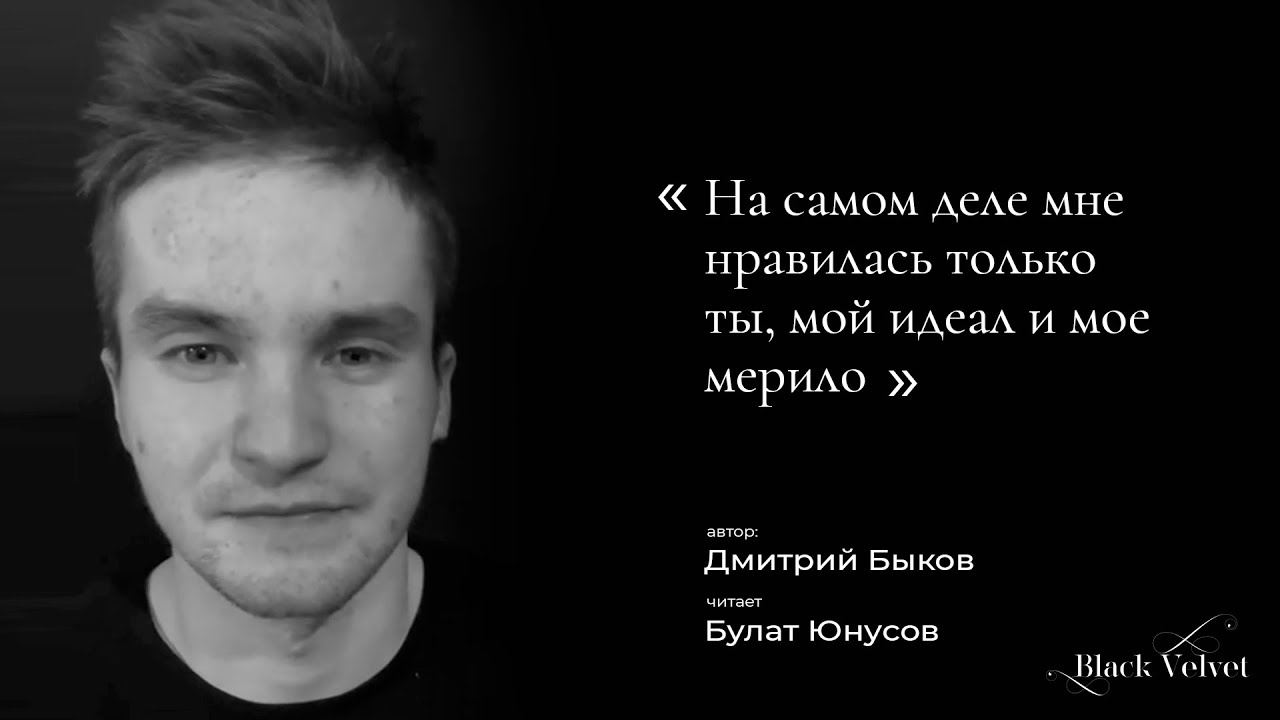 « На самом деле мне
нравилась только
ты, мой идеал и мое
мерило »
автор:
Дмитрий Быков
читает
Булат Юнусов
Black Velvet